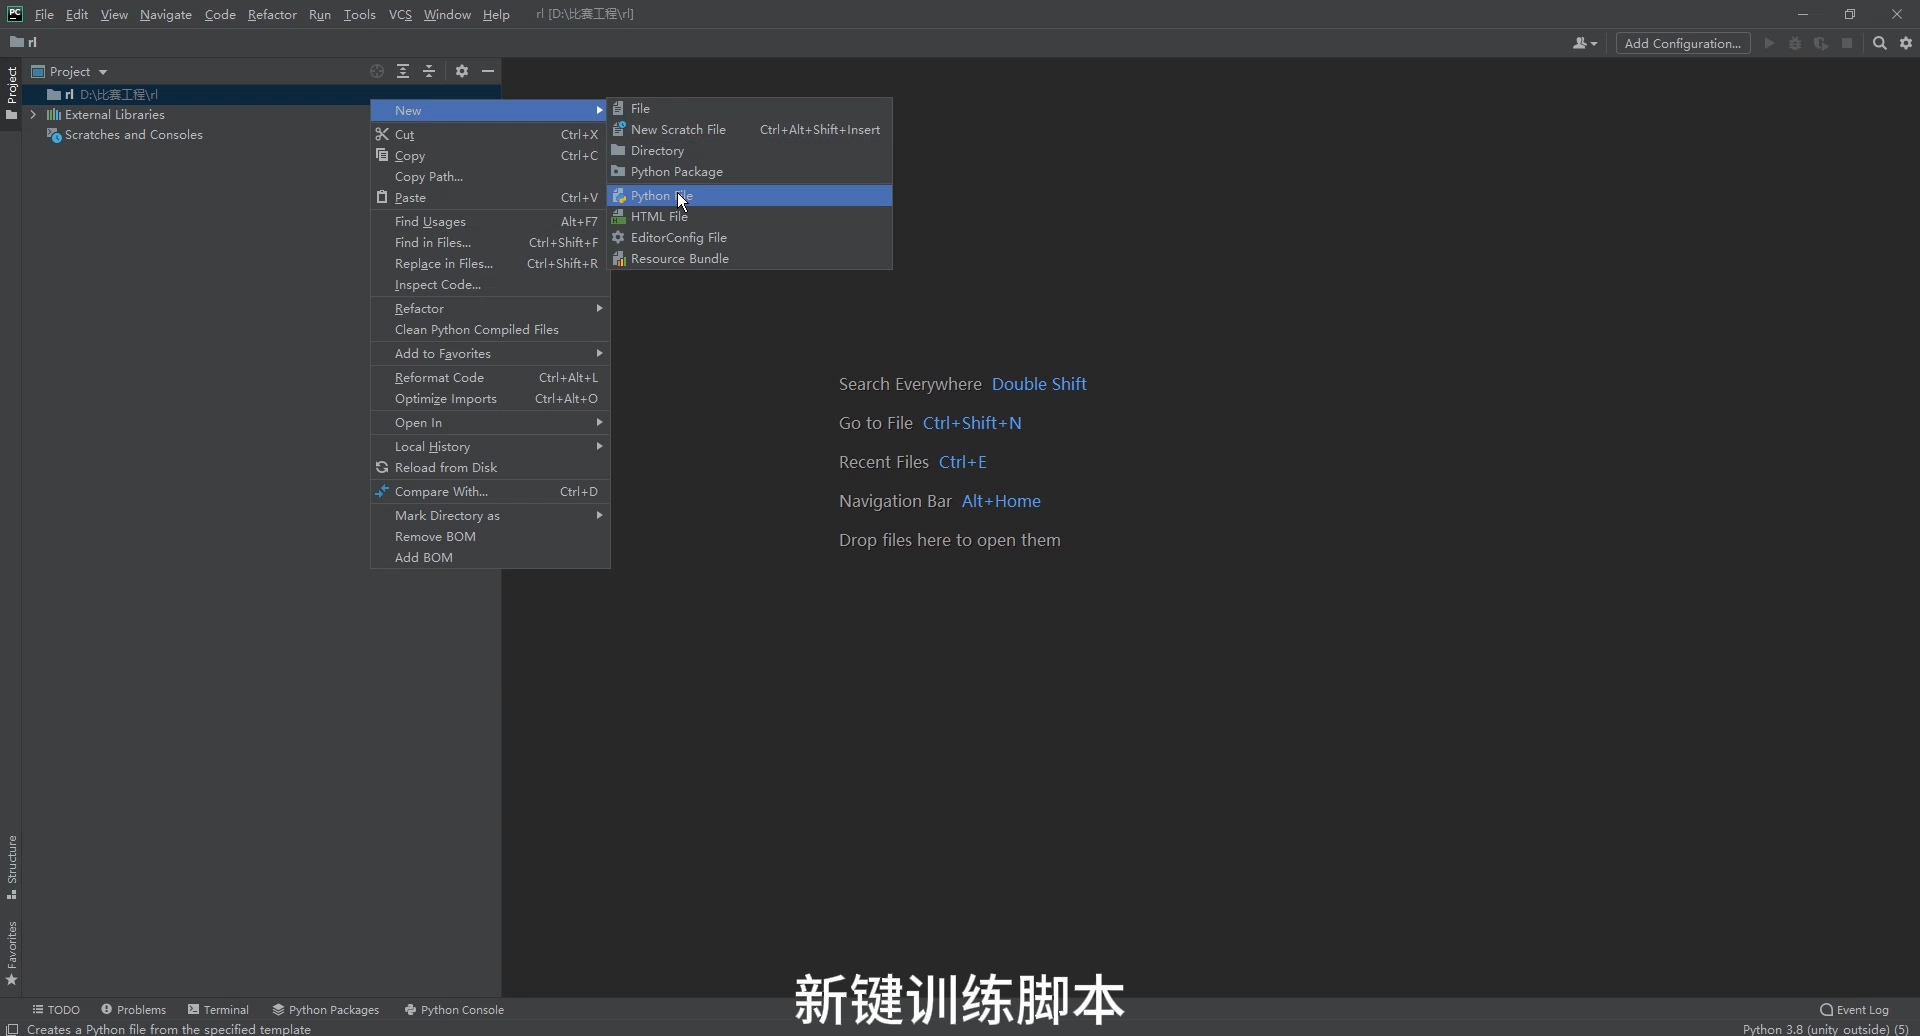 PC File Edit View Navigate Code Refactor Run Tools VCS Window Help rl [D:\比赛工程\rl]
rl Add Configuration...
Project
Project
rl D:\比赛工程\rl
External Libraries
Scratches and Consoles
New
Cut Ctrl+X
Copy Ctrl+C
Copy Path...
Paste Ctrl+V
Find Usages Alt+F7
Find in Files... Ctrl+Shift+F
Replace in Files... Ctrl+Shift+R
Inspect Code...
Refactor
Clean Python Compiled Files
Add to Favorites
Reformat Code Ctrl+Alt+L
Optimize Imports Ctrl+Alt+O
Open In
Local History
Reload from Disk
Compare With... Ctrl+D
Mark Directory as
Remove BOM
Add BOM
File
New Scratch File Ctrl+Alt+Shift+Insert
Directory
Python Package
Python File
HTML File
EditorConfig File
Resource Bundle
Search Everywhere Double Shift
Go to File Ctrl+Shift+N
Recent Files Ctrl+E
Navigation Bar Alt+Home
Drop files here to open them
Structure
Favorites
新键训练脚本
TODO Problems Terminal Python Packages Python Console Event Log
Creates a Python file from the specified template Python 3.8 (unity outside) (5)